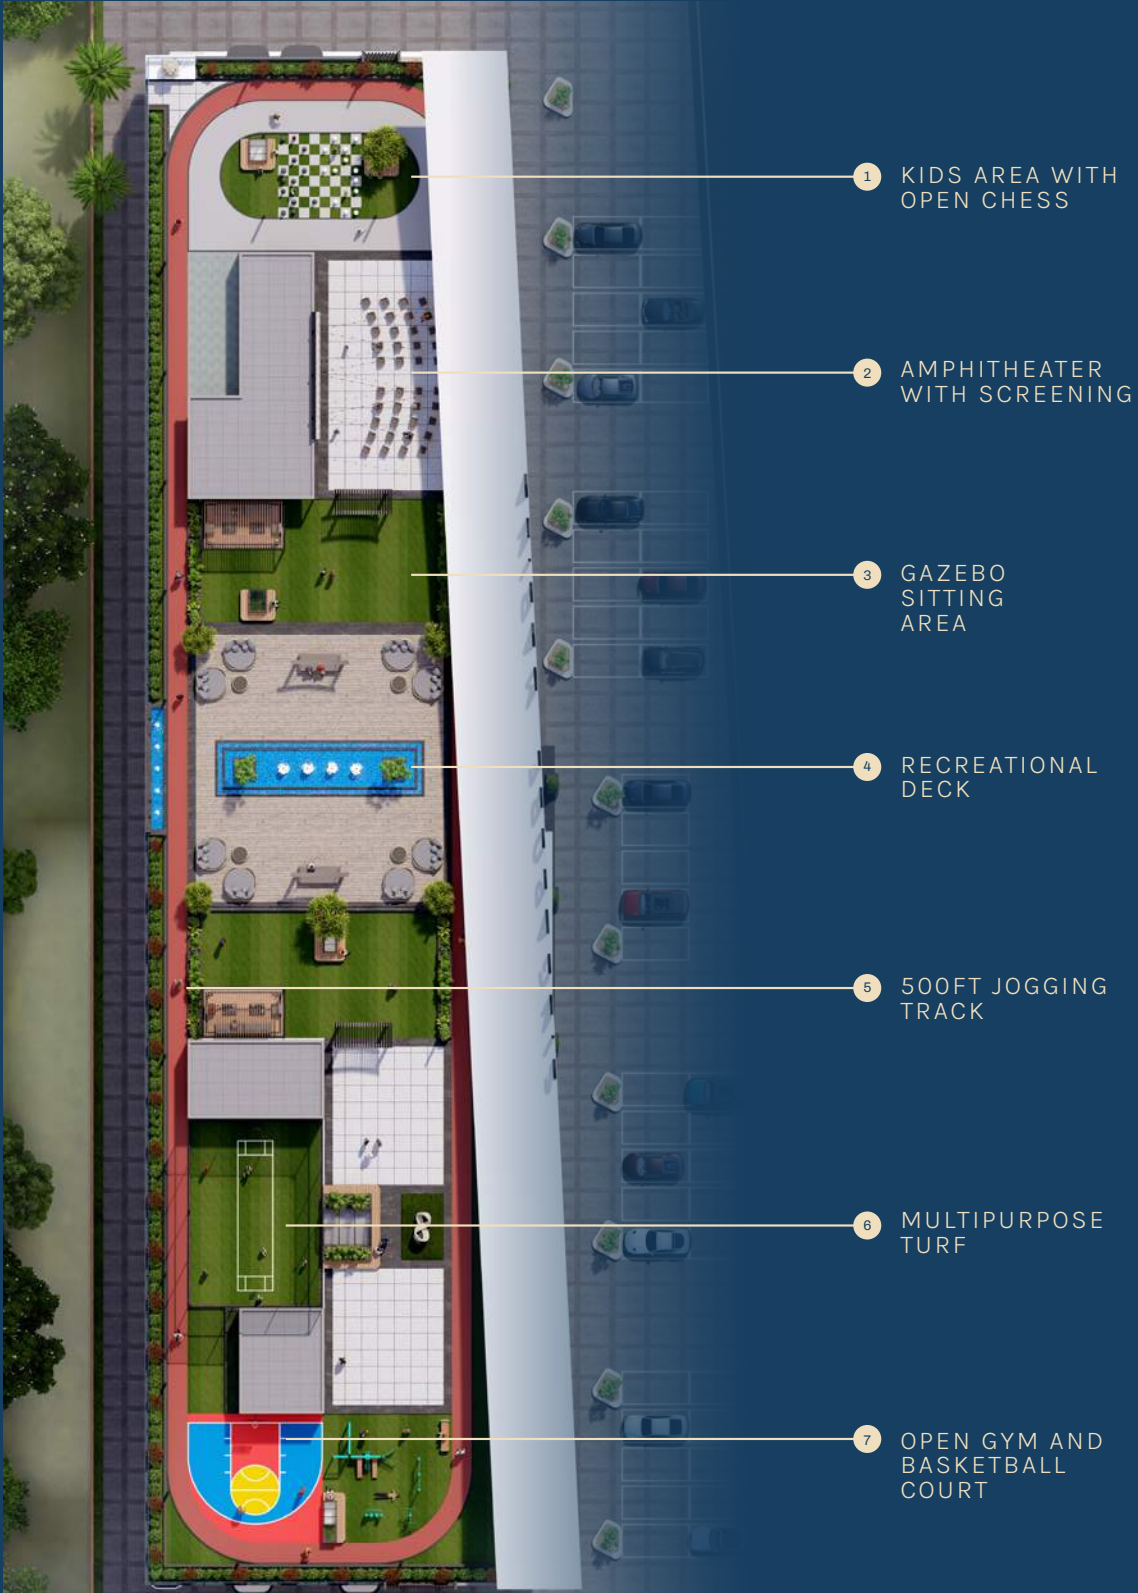 1 KIDS AREA WITH
OPEN CHESS
2 AMPHITHEATER
WITH SCREENING
3 GAZEBO
SITTING
AREA
4 RECREATIONAL
DECK
5 500FT JOGGING
TRACK
6 MULTIPURPOSE
TURF
7 OPEN GYM AND
BASKETBALL
COURT